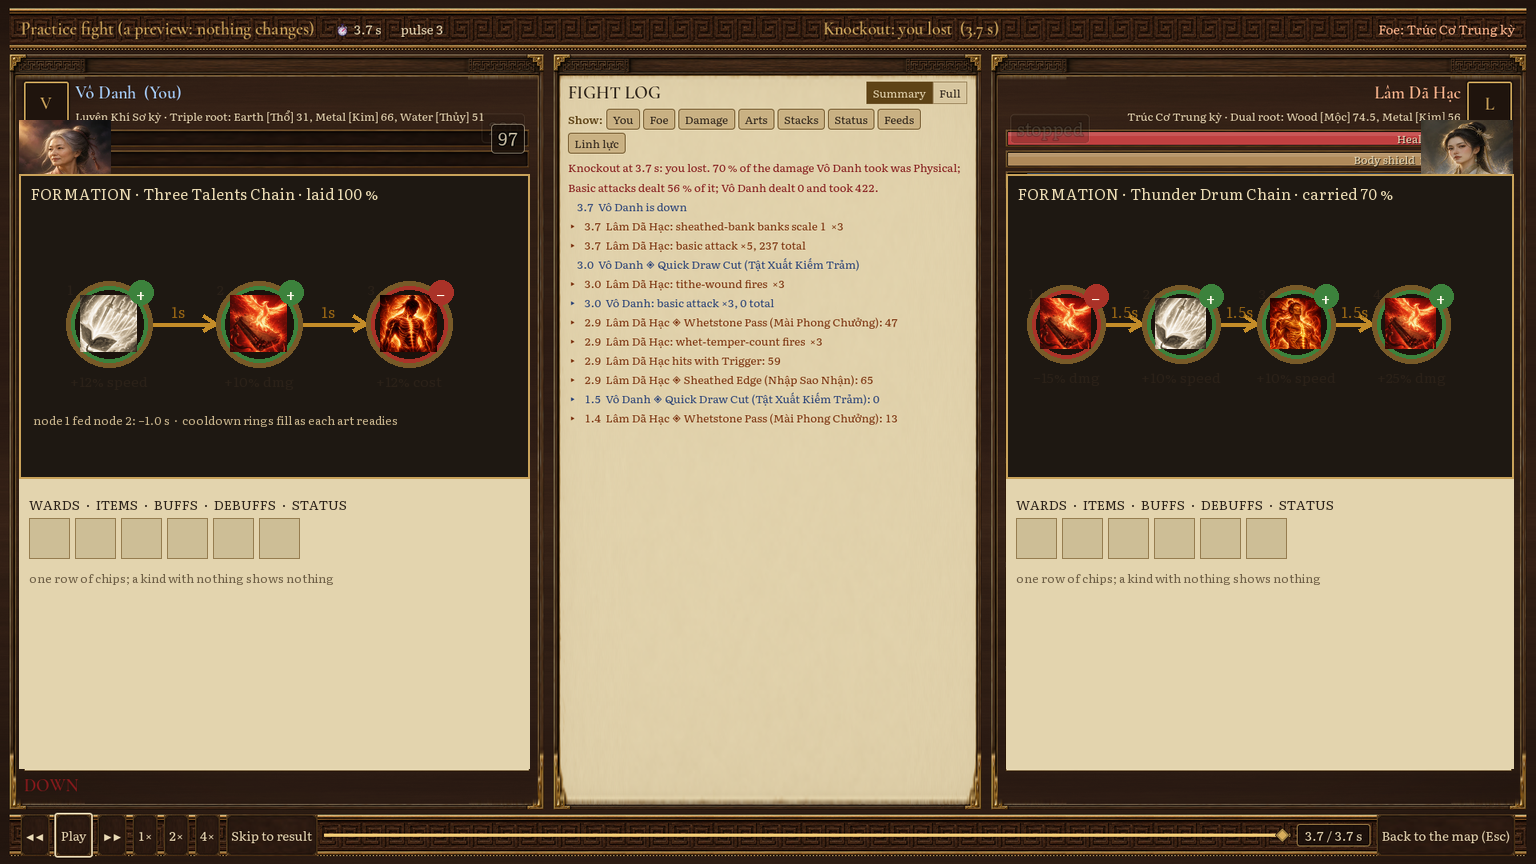 Practice fight (a preview: nothing changes) 3.7 s pulse 3
Knockout: you lost (3.7 s)
Foe: Trúc Cơ Trung kỳ
V
Vô Danh (You)
Luyện Khí Sơ kỳ · Triple root: Eart [Thổ] 31, Metal [Kim] 66, Water [Thủy] 51
97
FORMATION · Three Talents Chain · laid 100 %
+ + −
1s 1s
+12% speed +10% dmg +12% cost
node 1 fed node 2: −1.0 s · cooldown rings fill as each art readies
WARDS · ITEMS · BUFFS · DEBUFFS · STATUS
one row of chips; a kind with nothing shows nothing
DOWN
FIGHT LOG
Summary Full
Show: You Foe Damage Arts Stacks Status Feeds
Linh lực
Knockout at 3.7 s: you lost. 70 % of the damage Vô Danh took was Physical;
Basic attacks dealt 56 % of it; Vô Danh dealt 0 and took 422.
3.7 Vô Danh is down
‣ 3.7 Lâm Dã Hạc: sheathed-bank banks scale 1 ×3
‣ 3.7 Lâm Dã Hạc: basic attack ×5, 237 total
3.0 Vô Danh ◈ Quick Draw Cut (Tật Xuất Kiếm Trảm)
‣ 3.0 Lâm Dã Hạc: tithe-wound fires ×3
‣ 3.0 Vô Danh: basic attack ×3, 0 total
‣ 2.9 Lâm Dã Hạc ◈ Whetstone Pass (Mài Phong Chưởng): 47
‣ 2.9 Lâm Dã Hạc: whet-temper-count fires ×3
‣ 2.9 Lâm Dã Hạc hits with Trigger: 59
‣ 2.9 Lâm Dã Hạc ◈ Sheathed Edge (Nhập Sao Nhận): 65
‣ 1.5 Vô Danh ◈ Quick Draw Cut (Tật Xuất Kiếm Trảm): 0
‣ 1.4 Lâm Dã Hạc ◈ Whetstone Pass (Mài Phong Chưởng): 13
Lâm Dã Hạc
L
Trúc Cơ Trung kỳ · Dual root: Wood [Mộc] 74.5, Metal [Kim] 56
stopped
Heal
Body shield
FORMATION · Thunder Drum Chain · carried 70 %
− + + +
1.5s 1.5s 1.5s
−15% dmg +10% speed +10% speed +25% dmg
WARDS · ITEMS · BUFFS · DEBUFFS · STATUS
one row of chips; a kind with nothing shows nothing
◂◂ Play ▸▸ 1× 2× 4× Skip to result 3.7 / 3.7 s Back to the map (Esc)